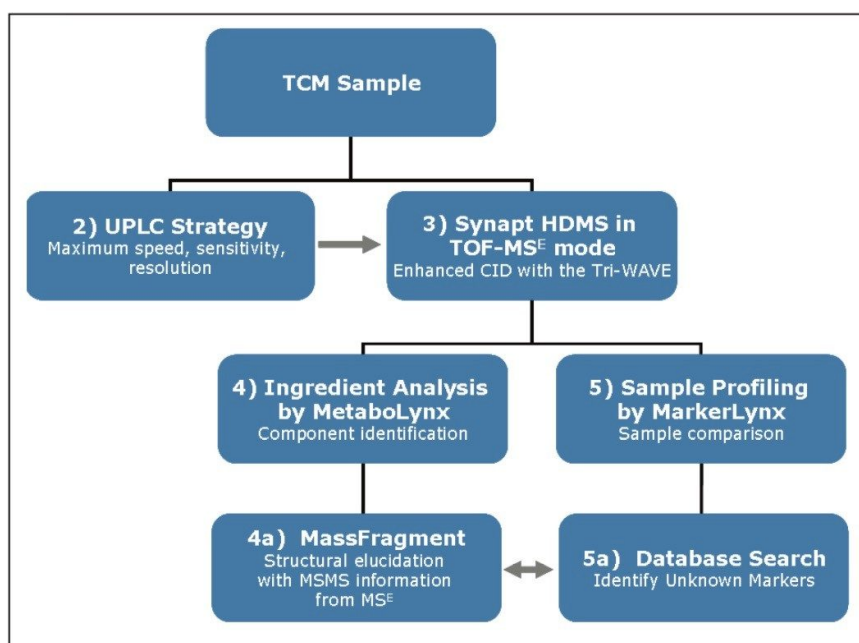 TCM Sample
2) UPLC Strategy
Maximum speed, sensitivity,
resolution
3) Synapt HDMS in
TOF-MSᴱ mode
Enhanced CID with the Tri-WAVE
4) Ingredient Analysis
by MetaboLynx
Component identification
5) Sample Profiling
by MarkerLynx
Sample comparison
4a) MassFragment
Structural elucidation
with MSMS information
from MSᴱ
5a) Database Search
Identify Unknown Markers